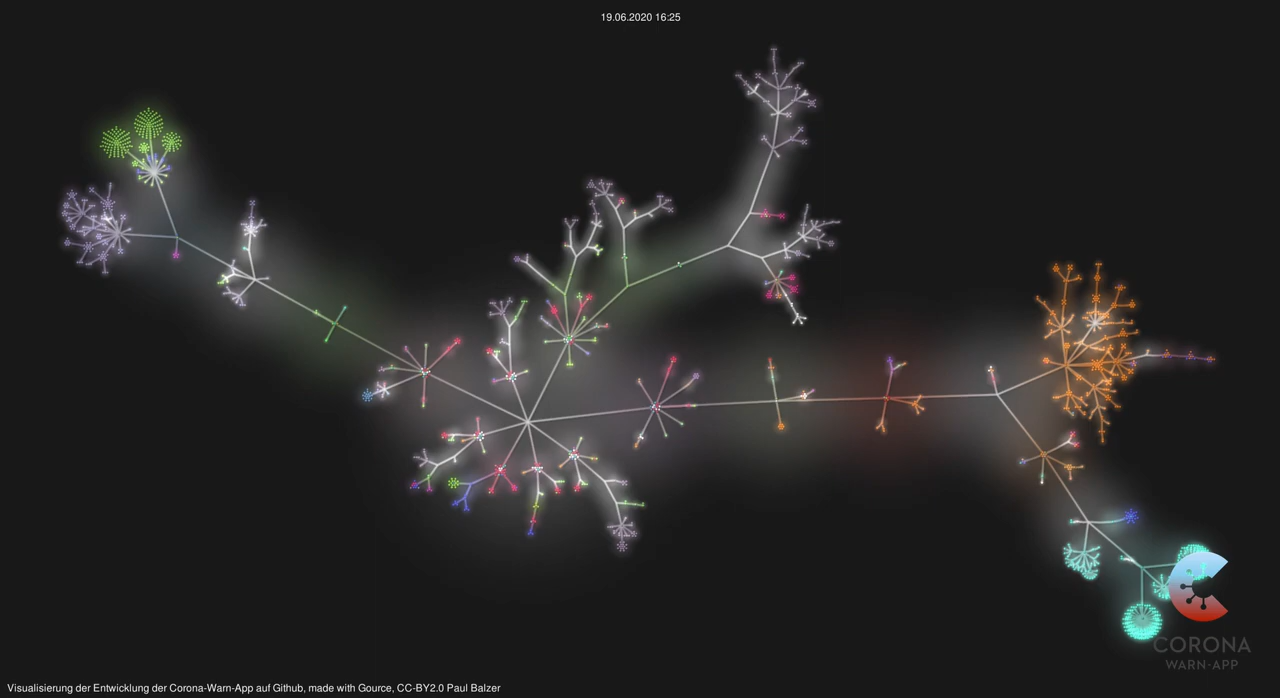 19.06.2020 16:25
CORONA
WARN-APP
Visualisierung der Entwicklung der Corona-Warn-App auf Github, made with Gource, CC-BY2.0 Paul Balzer